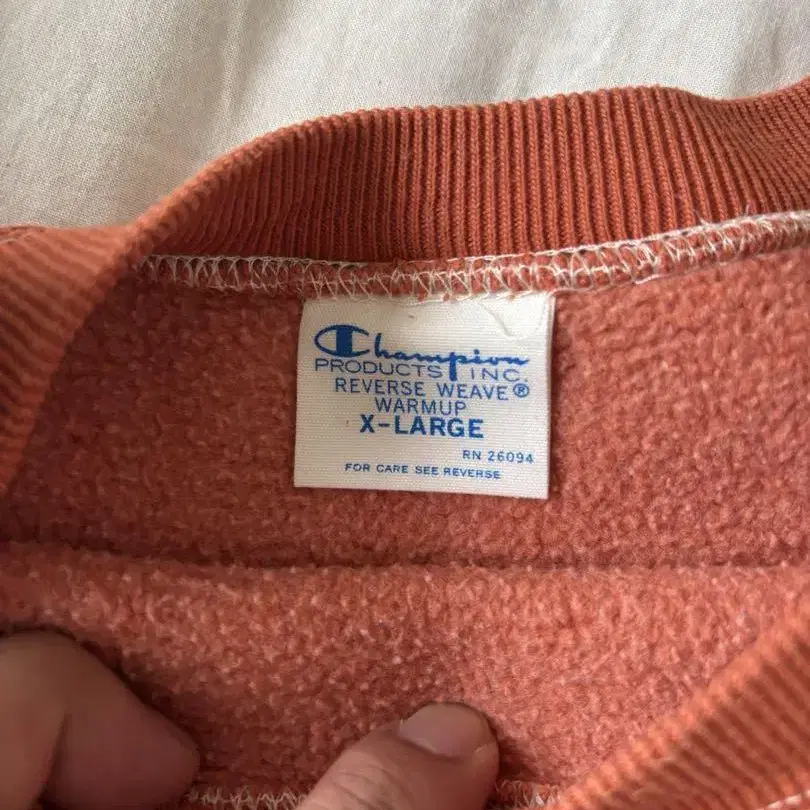 Champion
PRODUCTS INC.
REVERSE WEAVE®
WARMUP
X-LARGE
RN 26094
FOR CARE SEE REVERSE